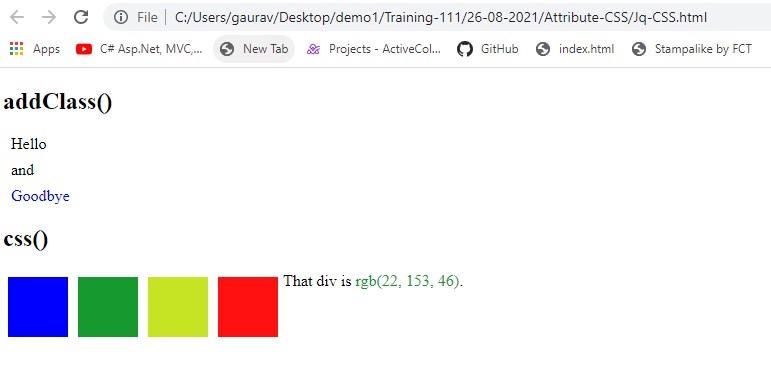 File C:/Users/gaurav/Desktop/demo1/Training-111/26-08-2021/Attribute-CSS/Jq-CSS.html
Apps C# Asp.Net, MVC,... New Tab Projects - ActiveCol... GitHub index.html Stampalike by FCT
addClass()
Hello
and
Goodbye
css()
That div is rgb(22, 153, 46).